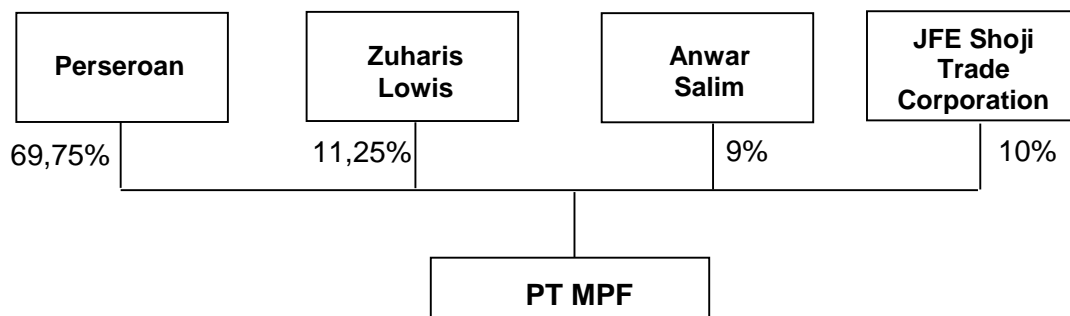 Perseroan
Zuharis
Lowis
Anwar
Salim
JFE Shoji
Trade
Corporation
69,75%
11,25%
9%
10%
PT MPF